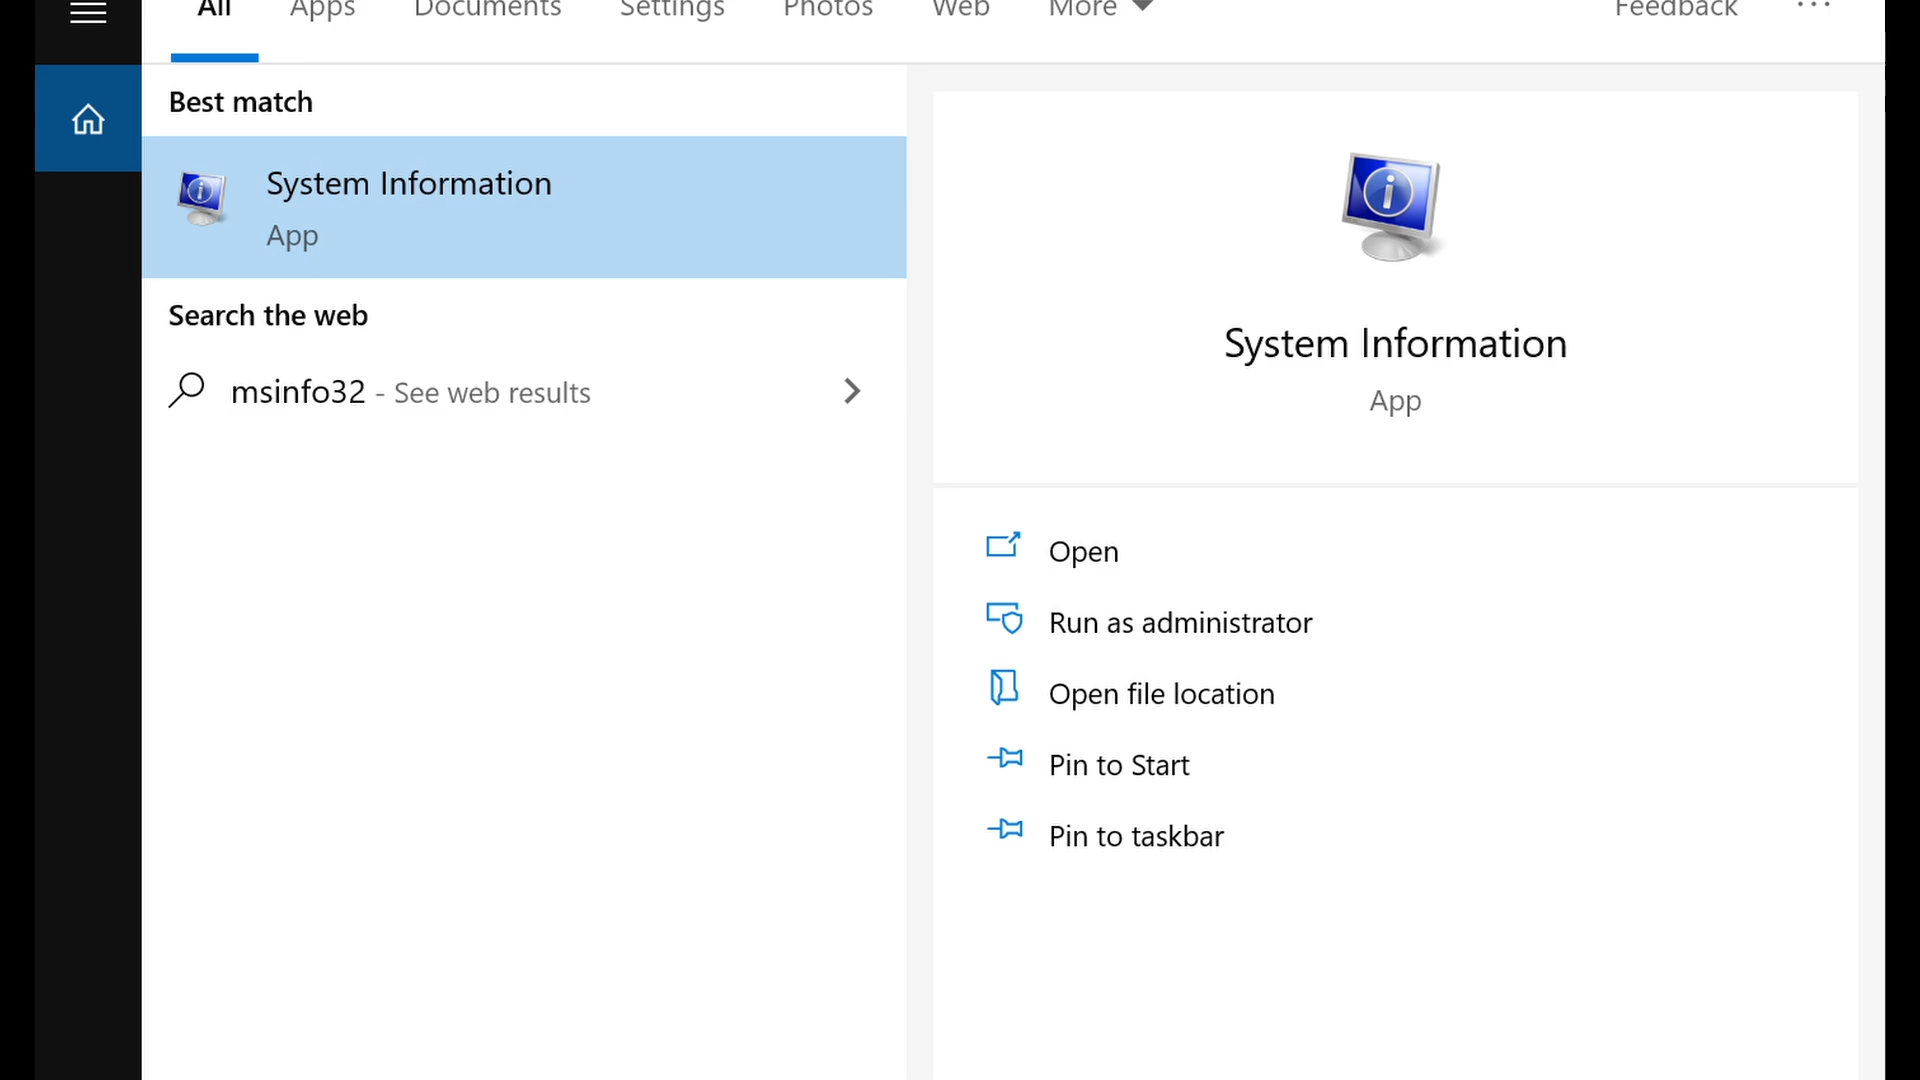 All Apps Documents Settings Photos Web More Feedback ...
Best match
System Information
App
Search the web
msinfo32 - See web results
System Information
App
Open
Run as administrator
Open file location
Pin to Start
Pin to taskbar